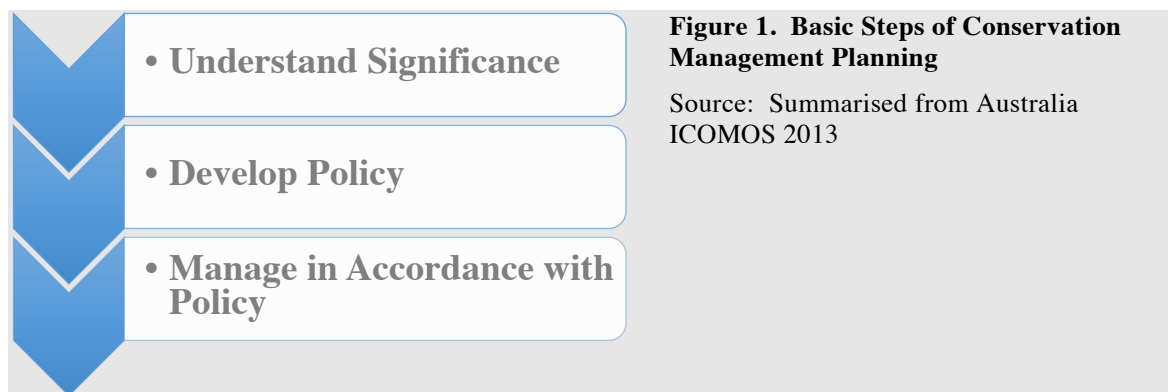 • Understand Significance
• Develop Policy
• Manage in Accordance with
Policy
Figure 1.  Basic Steps of Conservation
Management Planning
Source:  Summarised from Australia
ICOMOS 2013